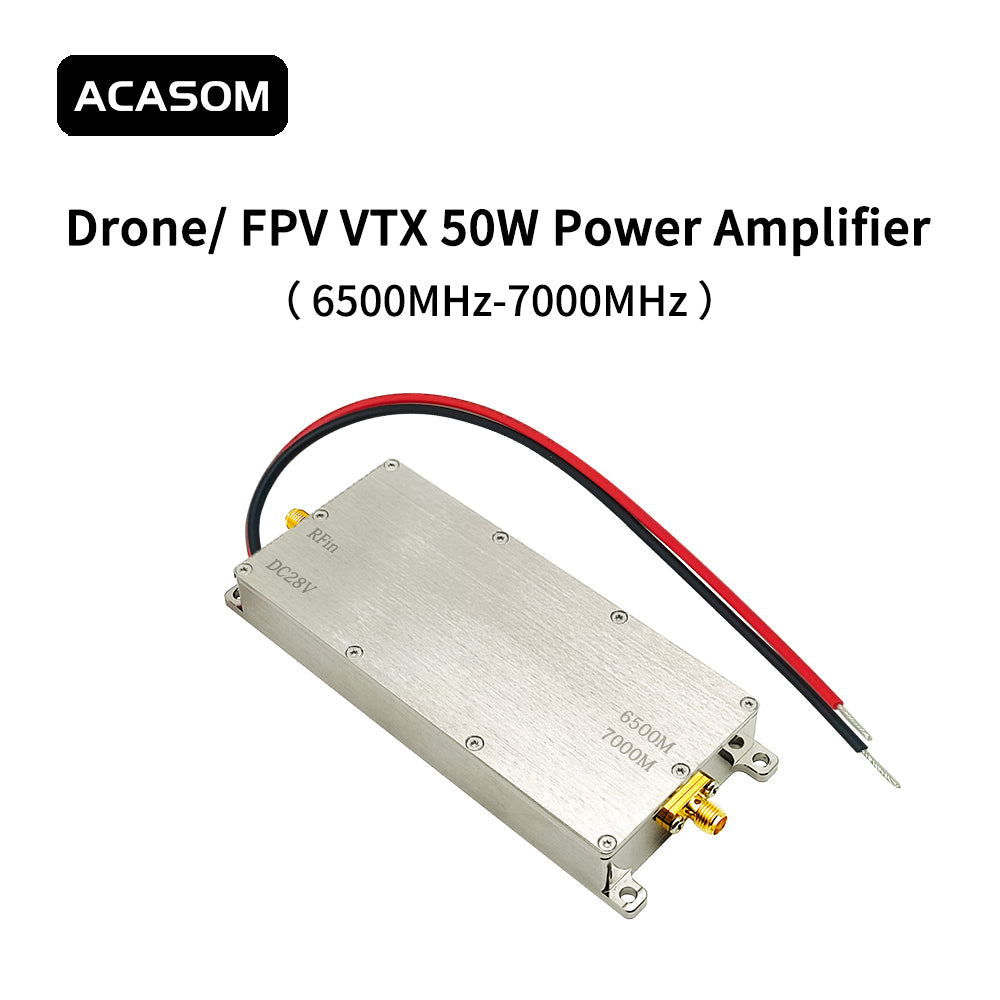 ACASOM
Drone/ FPV VTX 50W Power Amplifier
（6500MHz-7000MHz）
RFin
DC28V
6500M
7000M